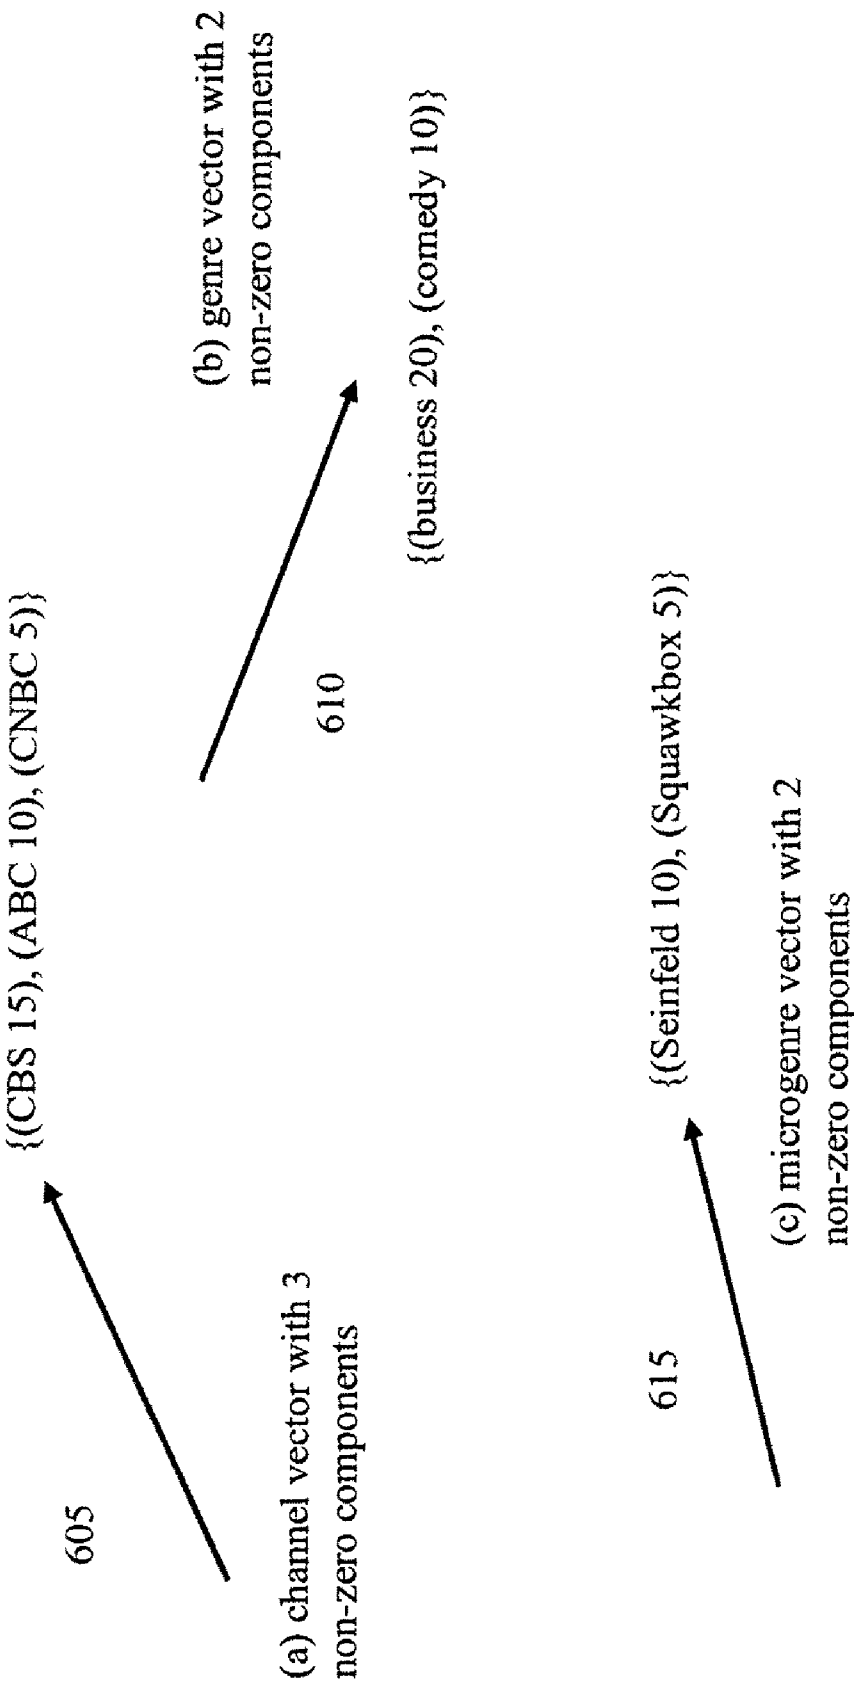 605
{(CBS 15), (ABC 10), (CNBC 5)}
(a) channel vector with 3
non-zero components
(b) genre vector with 2
non-zero components
610
{(business 20), (comedy 10)}
615
{(Seinfeld 10), (Squawkbox 5)}
(c) microgenre vector with 2
non-zero components